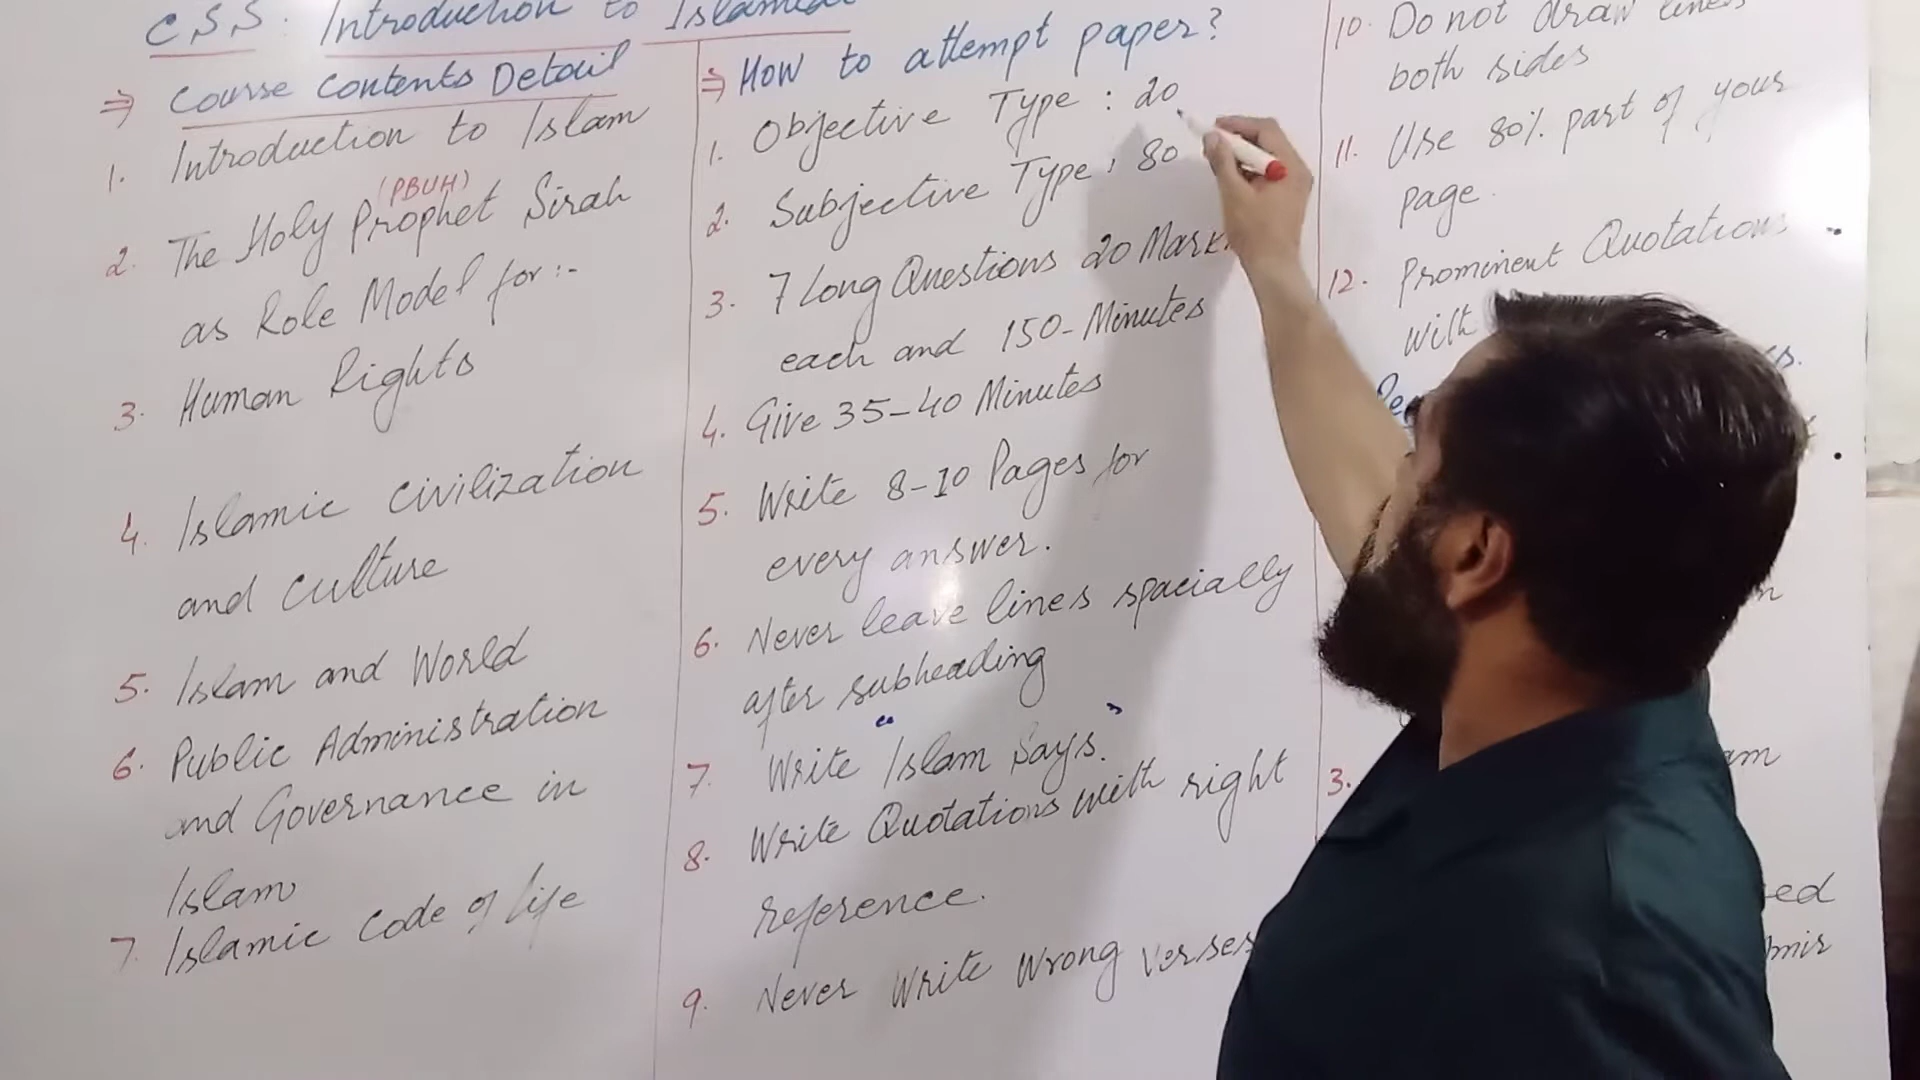 CSS: Introduction to
⇒ Course Contents Detail
1. Introduction to Islam
(PBUH)
2. The Holy Prophet Sirah
as Role Model for:-
3. Human Rights
4. Islamic civilization
and culture
5. Islam and World
6. Public Administration
and Governance in
Islam
7. Islamic Code of life
⇒ How to attempt paper?
1. Objective Type : 20
2. Subjective Type : 80
3. 7 Long Questions 20
each and 150-Minutes
4. Give 35-40 Minutes
5. Write 8-10 Pages for
every answer.
6. Never leave lines spacially
after subheading
7. Write "Islam Says."
8. Write Quotations with right
reference.
9. Never Write Wrong verses
10. Do not draw lines
both sides
11. Use 80% part of your
page.
12. Prominent Quotations
with
3.